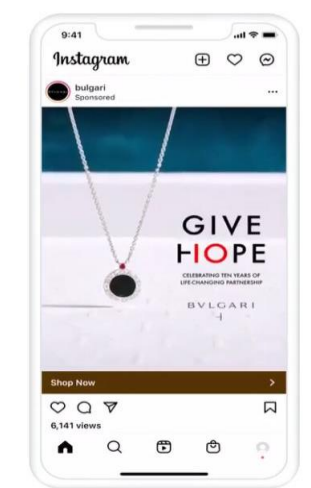 9:41
Instagram
bulgari
Sponsored
GIVE
HOPE
CELEBRATING TEN YEARS OF
LIFE-CHANGING PARTNERSHIP
BVLGARI
Shop Now
6,141 views